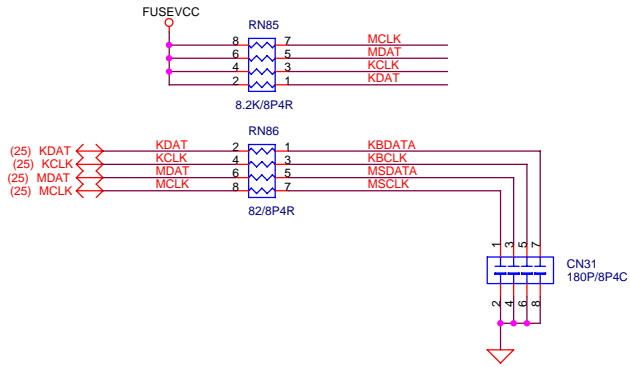 FUSEVCC
RN85
8 7 MCLK
6 5 MDAT
4 3 KCLK
2 1 KDAT
8.2K/8P4R
RN86
(25) KDAT KDAT 2 1 KBDATA
(25) KCLK KCLK 4 3 KBCLK
(25) MDAT MDAT 6 5 MSDATA
(25) MCLK MCLK 8 7 MSCLK
82/8P4R
1 3 5 7
CN31
180P/8P4C
2 4 6 8